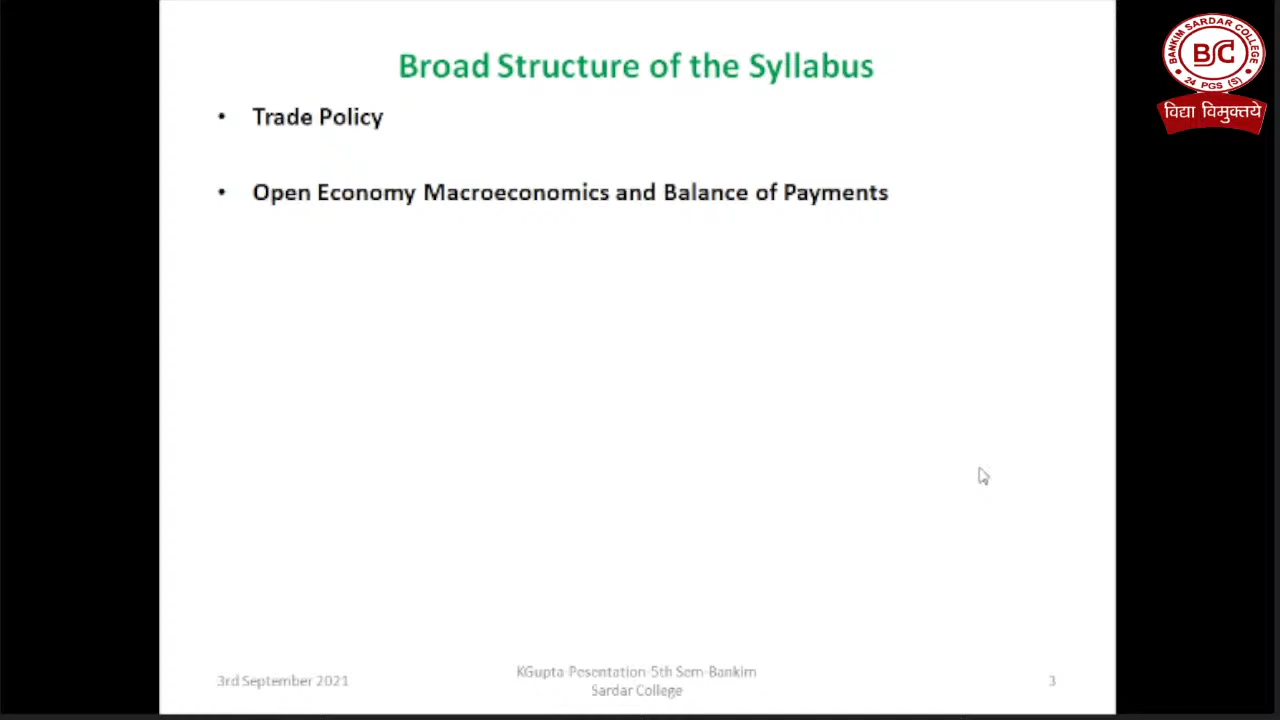 Broad Structure of the Syllabus
• Trade Policy
• Open Economy Macroeconomics and Balance of Payments
3rd September 2021
KGupta-Pesentation-5th Sem-Bankim
Sardar College
3
BANKIM SARDAR COLLEGE
BSC
• 24 PGS (S) •
विद्या विमुक्तये